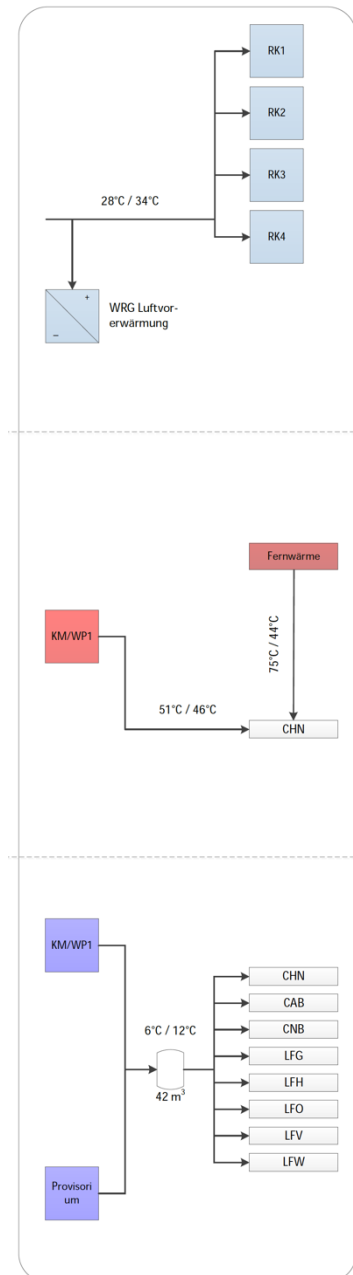 RK1
RK2
RK3
28°C / 34°C
RK4
+
WRG Luftvor-
erwärmung
–
Fernwärme
75°C / 44°C
KM/WP1
51°C / 46°C
CHN
KM/WP1
6°C / 12°C
42 m³
CHN
CAB
CNB
LFG
LFH
LFO
LFV
LFW
Provisori
um